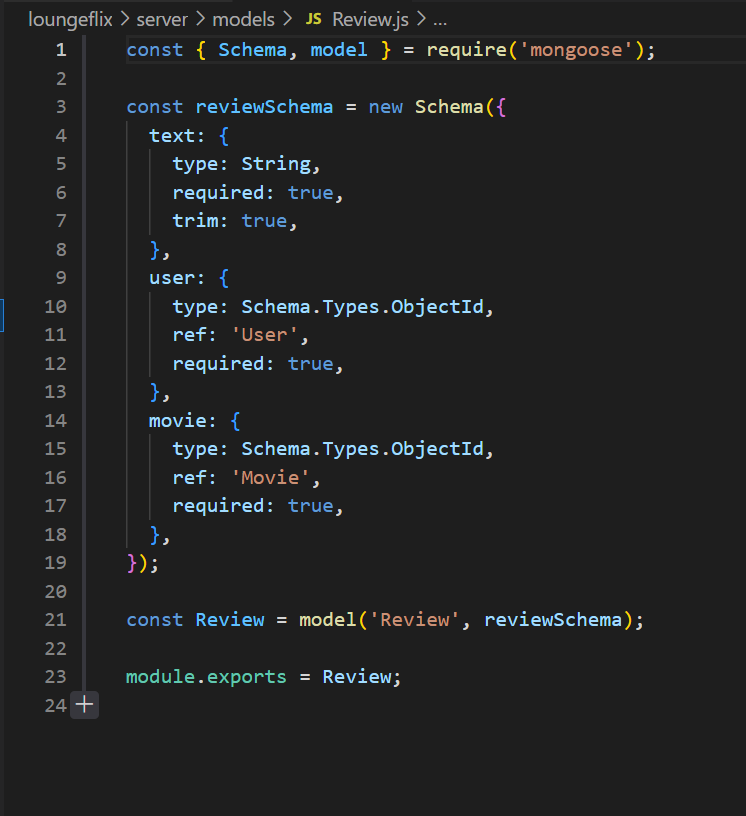 loungeflix > server > models > JS Review.js > ...
1 const { Schema, model } = require('mongoose');
2
3 const reviewSchema = new Schema({
4   text: {
5     type: String,
6     required: true,
7     trim: true,
8   },
9   user: {
10     type: Schema.Types.ObjectId,
11     ref: 'User',
12     required: true,
13   },
14   movie: {
15     type: Schema.Types.ObjectId,
16     ref: 'Movie',
17     required: true,
18   },
19 });
20
21 const Review = model('Review', reviewSchema);
22
23 module.exports = Review;
24 +